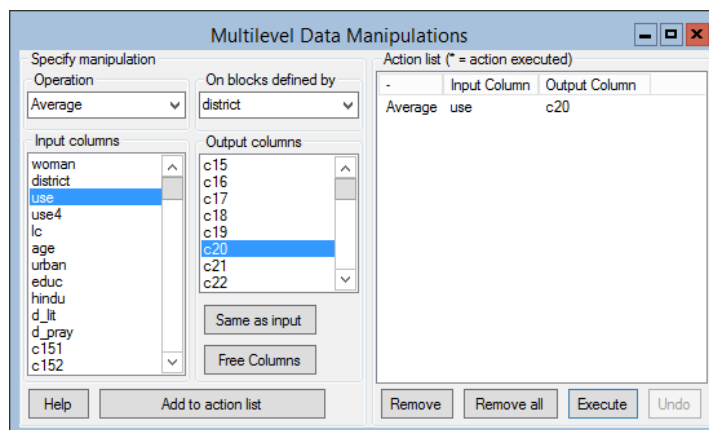 Multilevel Data Manipulations
Specify manipulation
Operation
Average
On blocks defined by
district
Input columns
woman
district
use
use4
lc
age
urban
educ
hindu
d_lit
d_pray
c151
c152
Output columns
c15
c16
c17
c18
c19
c20
c21
c22
Same as input
Free Columns
Help
Add to action list
Action list (* = action executed)
- Input Column Output Column
Average use c20
Remove
Remove all
Execute
Undo